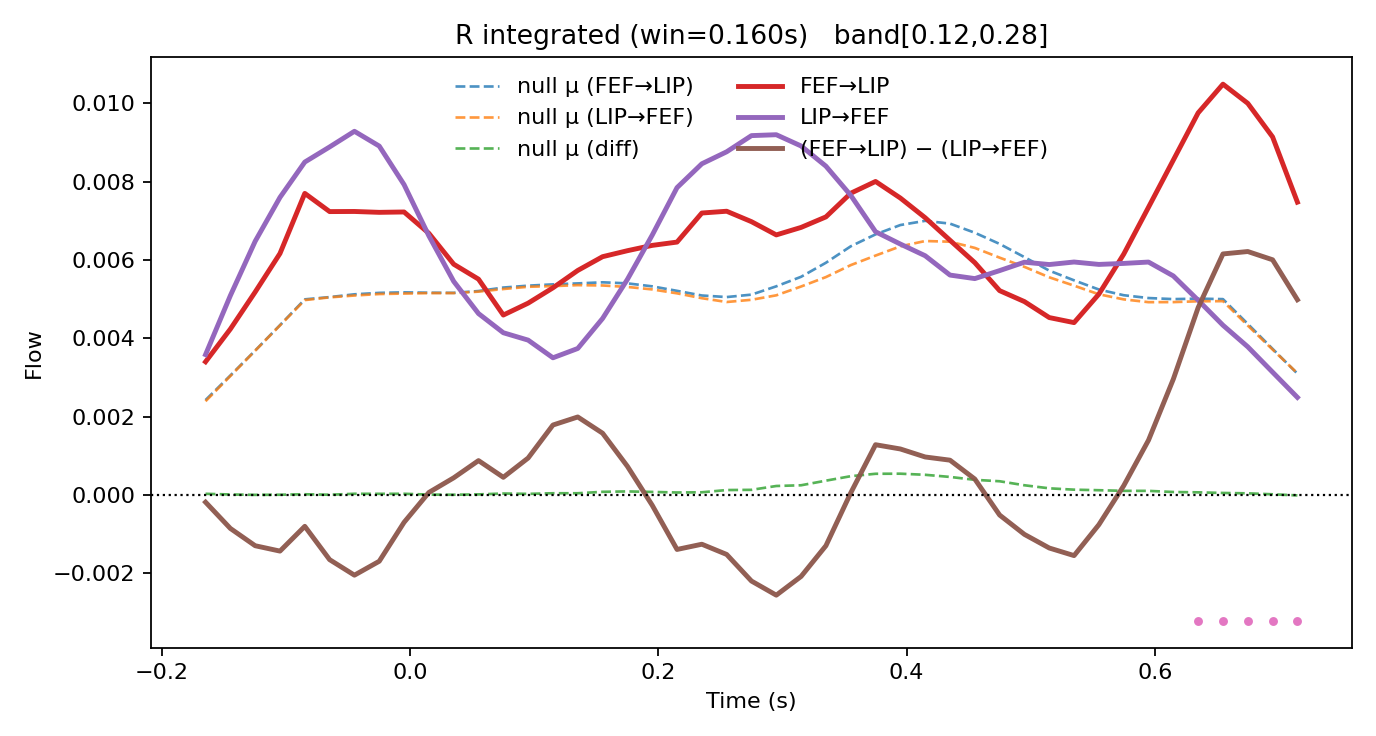 R integrated (win=0.160s)   band[0.12,0.28]
null μ (FEF→LIP)
null μ (LIP→FEF)
null μ (diff)
FEF→LIP
LIP→FEF
(FEF→LIP) − (LIP→FEF)
Flow
0.010
0.008
0.006
0.004
0.002
0.000
−0.002
−0.2
0.0
0.2
0.4
0.6
Time (s)